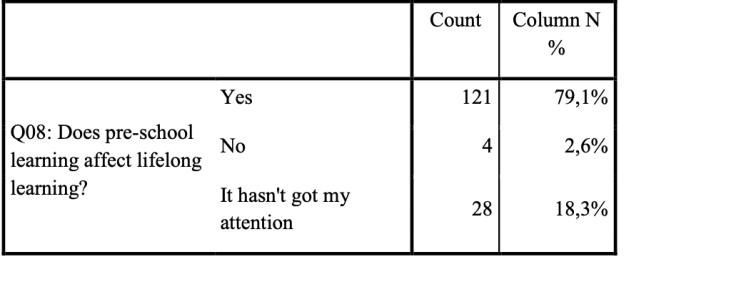 Count Column N
%
Yes 121 79,1%
Q08: Does pre-school
learning affect lifelong
learning?
No 4 2,6%
It hasn't got my
attention
28 18,3%